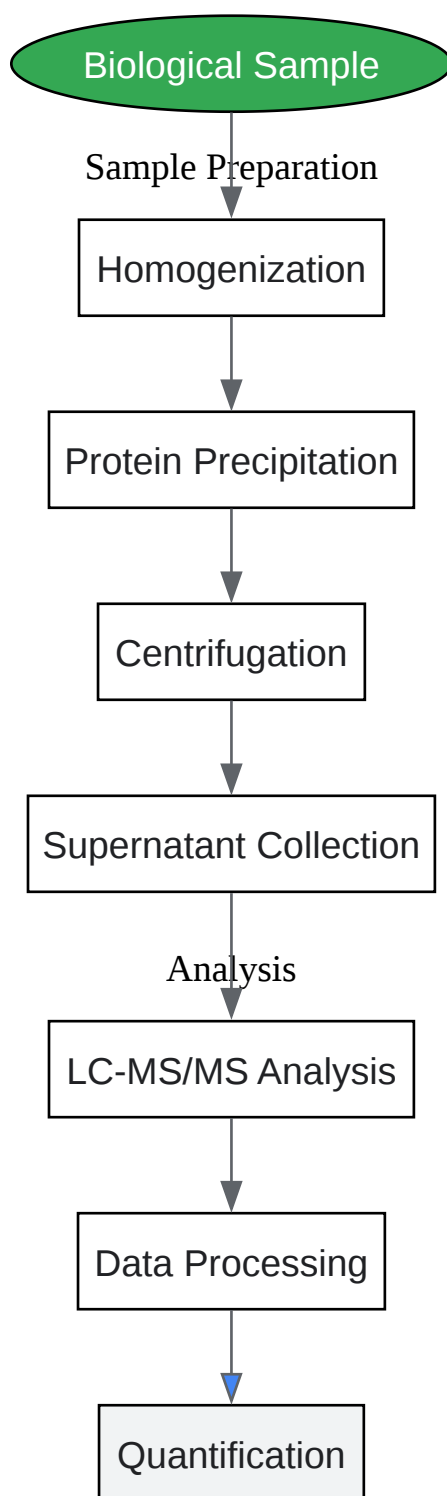 Biological Sample
Sample Preparation
Homogenization
Protein Precipitation
Centrifugation
Supernatant Collection
Analysis
LC-MS/MS Analysis
Data Processing
Quantification